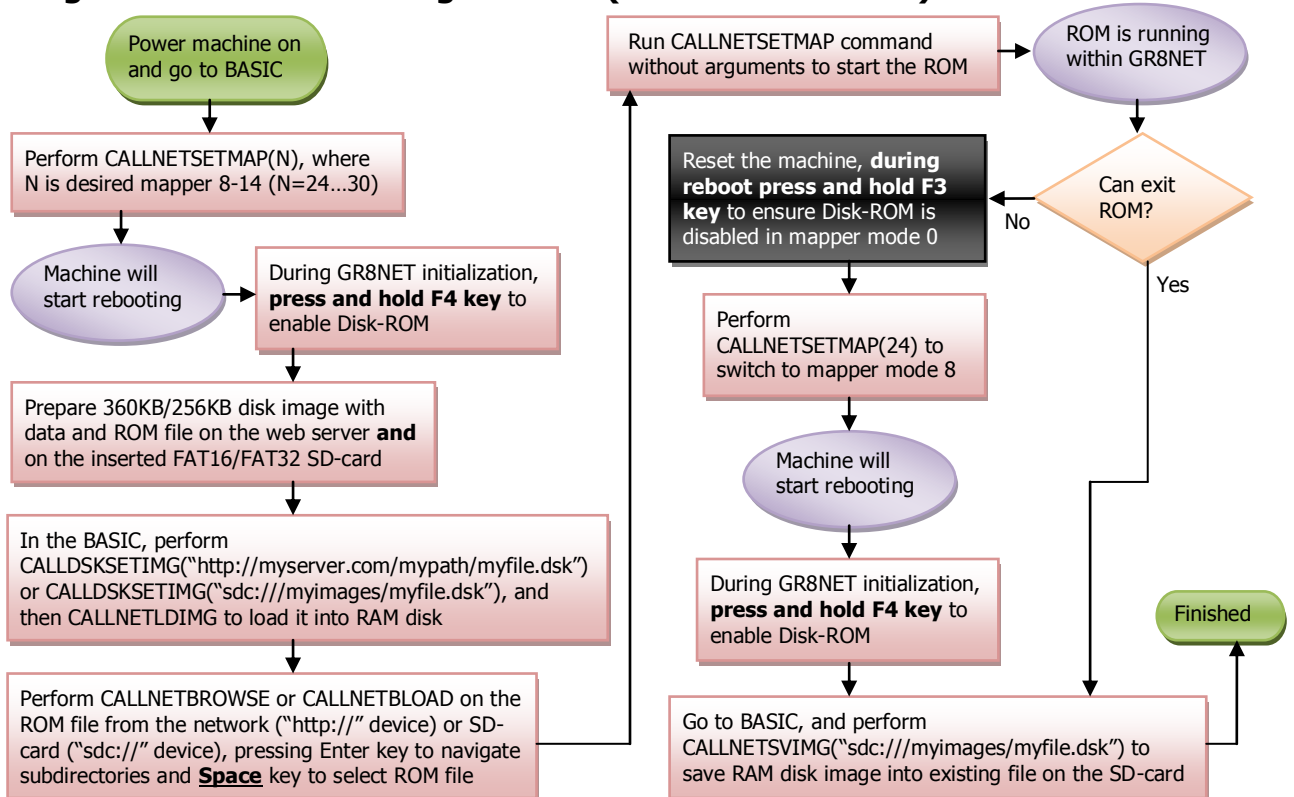 Power machine on
and go to BASIC
Perform CALLNETSETMAP(N), where
N is desired mapper 8-14 (N=24…30)
Machine will
start rebooting
During GR8NET initialization,
press and hold F4 key to
enable Disk-ROM
Prepare 360KB/256KB disk image with
data and ROM file on the web server and
on the inserted FAT16/FAT32 SD-card
In the BASIC, perform
CALLDSKSETIMG(“http://myserver.com/mypath/myfile.dsk”)
or CALLDSKSETIMG(“sdc:///myimages/myfile.dsk”), and
then CALLNETLDIMG to load it into RAM disk
Perform CALLNETBROWSE or CALLNETBLOAD on the
ROM file from the network (“http://” device) or SD-
card (“sdc://” device), pressing Enter key to navigate
subdirectories and Space key to select ROM file
Run CALLNETSETMAP command
without arguments to start the ROM
ROM is running
within GR8NET
Can exit
ROM?
No
Yes
Reset the machine, during
reboot press and hold F3
key to ensure Disk-ROM is
disabled in mapper mode 0
Perform
CALLNETSETMAP(24) to
switch to mapper mode 8
Machine will
start rebooting
During GR8NET initialization,
press and hold F4 key to
enable Disk-ROM
Go to BASIC, and perform
CALLNETSVIMG(“sdc:///myimages/myfile.dsk”) to
save RAM disk image into existing file on the SD-card
Finished